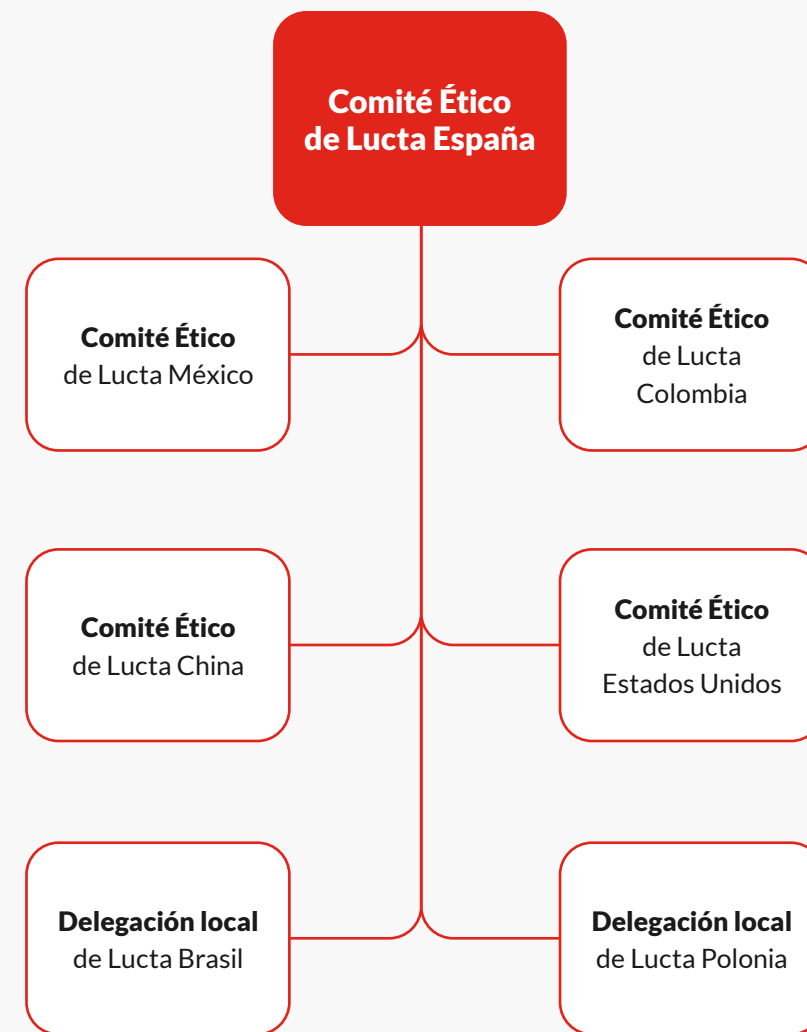 Comité Ético
de Lucta España
Comité Ético
de Lucta México
Comité Ético
de Lucta
Colombia
Comité Ético
de Lucta China
Comité Ético
de Lucta
Estados Unidos
Delegación local
de Lucta Brasil
Delegación local
de Lucta Polonia